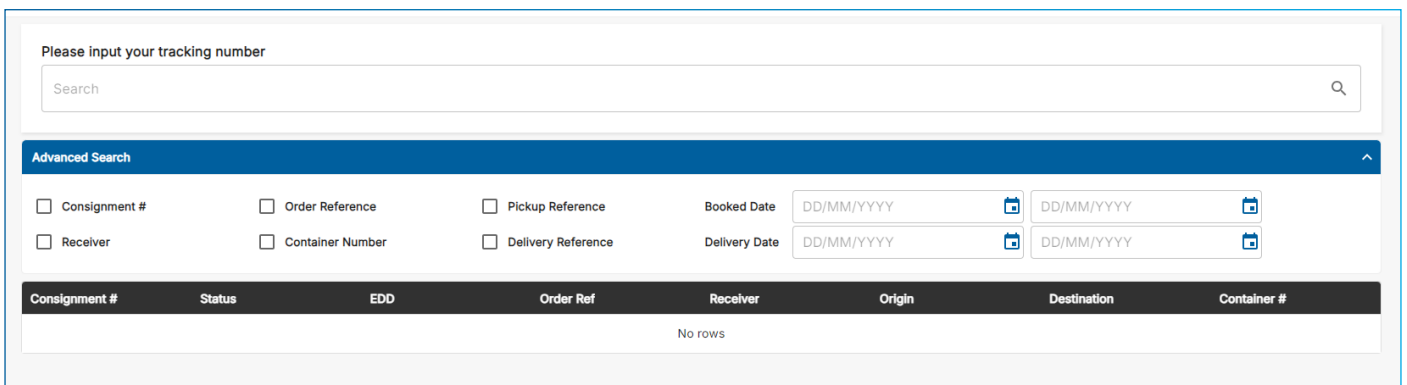 Please input your tracking number
Search
Advanced Search
Consignment # Order Reference Pickup Reference Booked Date DD/MM/YYYY DD/MM/YYYY
Receiver Container Number Delivery Reference Delivery Date DD/MM/YYYY DD/MM/YYYY
Consignment # Status EDD Order Ref Receiver Origin Destination Container #
No rows